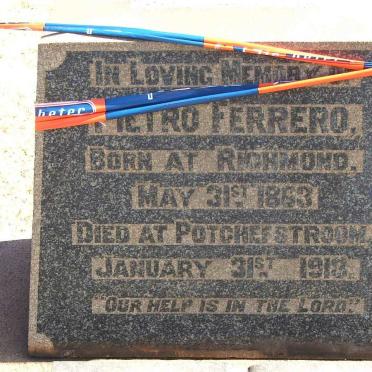 IN LOVING MEMORY
heter
PIETRO FERRERO,
BORN AT RICHMOND.
MAY 31ST 1863
DIED AT POTCHEFSTROOM.
JANUARY 31ST 1918.
"OUR HELP IS IN THE LORD."